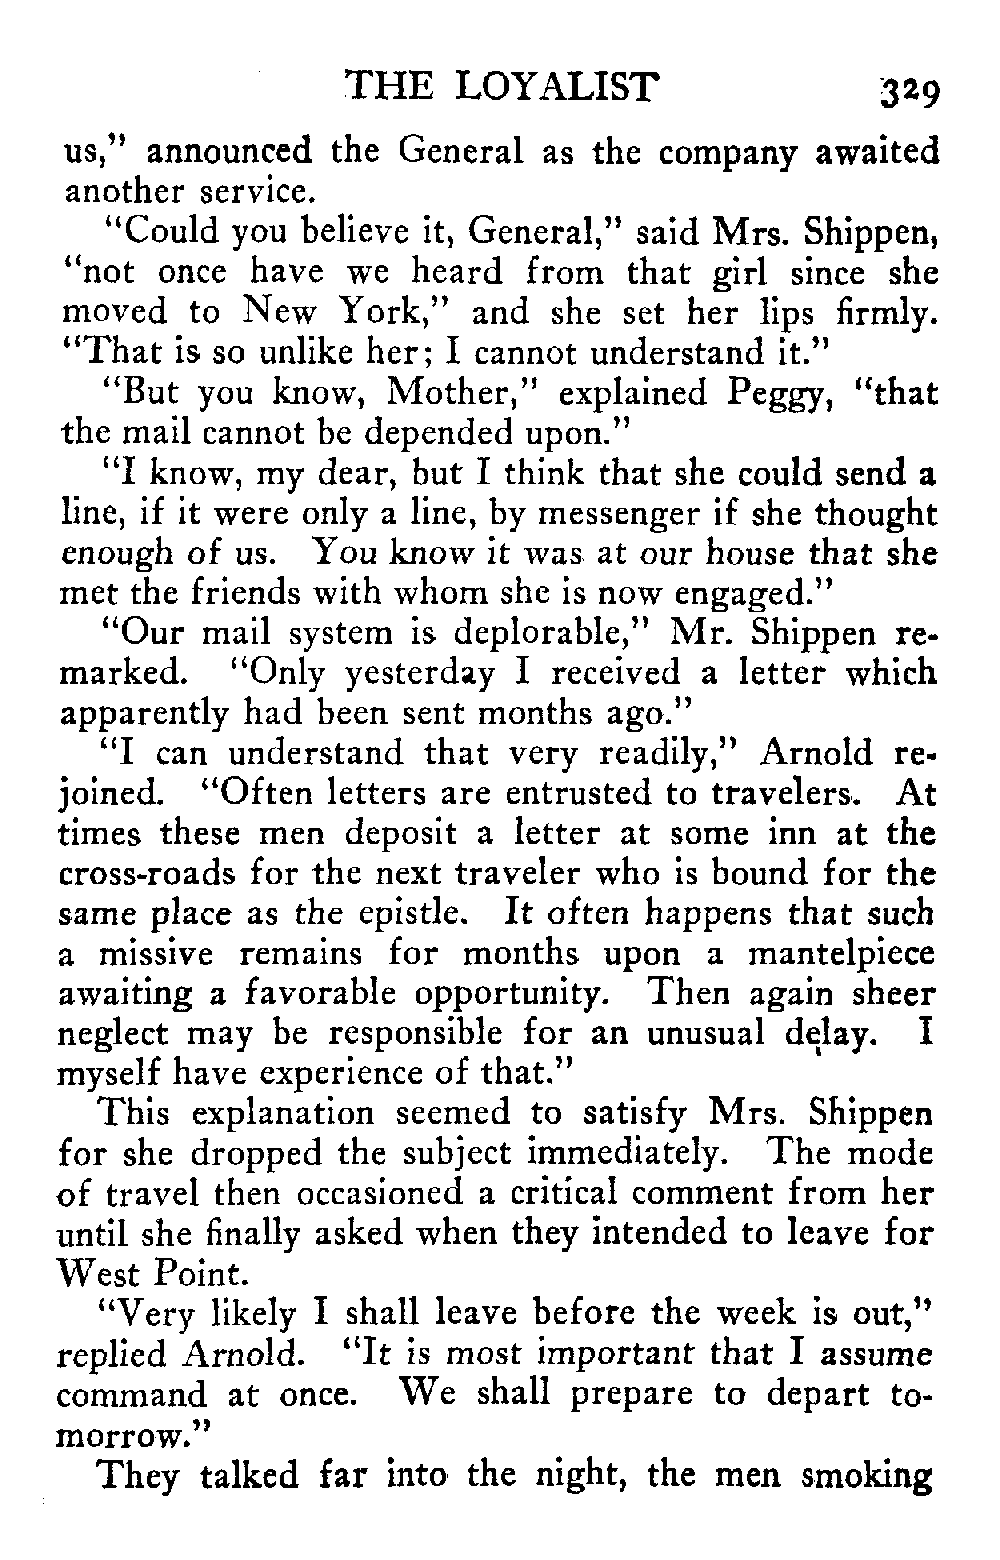 THE LOYALIST 329
us,” announced the General as the company awaited
another service.
“Could you believe it, General,” said Mrs. Shippen,
“not once have we heard from that girl since she
moved to New York,” and she set her lips firmly.
“That is so unlike her; I cannot understand it.”
“But you know, Mother,” explained Peggy, “that
the mail cannot be depended upon.”
“I know, my dear, but I think that she could send a
line, if it were only a line, by messenger if she thought
enough of us. You know it was at our house that she
met the friends with whom she is now engaged.”
“Our mail system is deplorable,” Mr. Shippen re-
marked. “Only yesterday I received a letter which
apparently had been sent months ago.”
“I can understand that very readily,” Arnold re-
joined. “Often letters are entrusted to travelers. At
times these men deposit a letter at some inn at the
cross-roads for the next traveler who is bound for the
same place as the epistle. It often happens that such
a missive remains for months upon a mantelpiece
awaiting a favorable opportunity. Then again sheer
neglect may be responsible for an unusual delay. I
myself have experience of that.”
This explanation seemed to satisfy Mrs. Shippen
for she dropped the subject immediately. The mode
of travel then occasioned a critical comment from her
until she finally asked when they intended to leave for
West Point.
“Very likely I shall leave before the week is out,”
replied Arnold. “It is most important that I assume
command at once. We shall prepare to depart to-
morrow.”
They talked far into the night, the men smoking